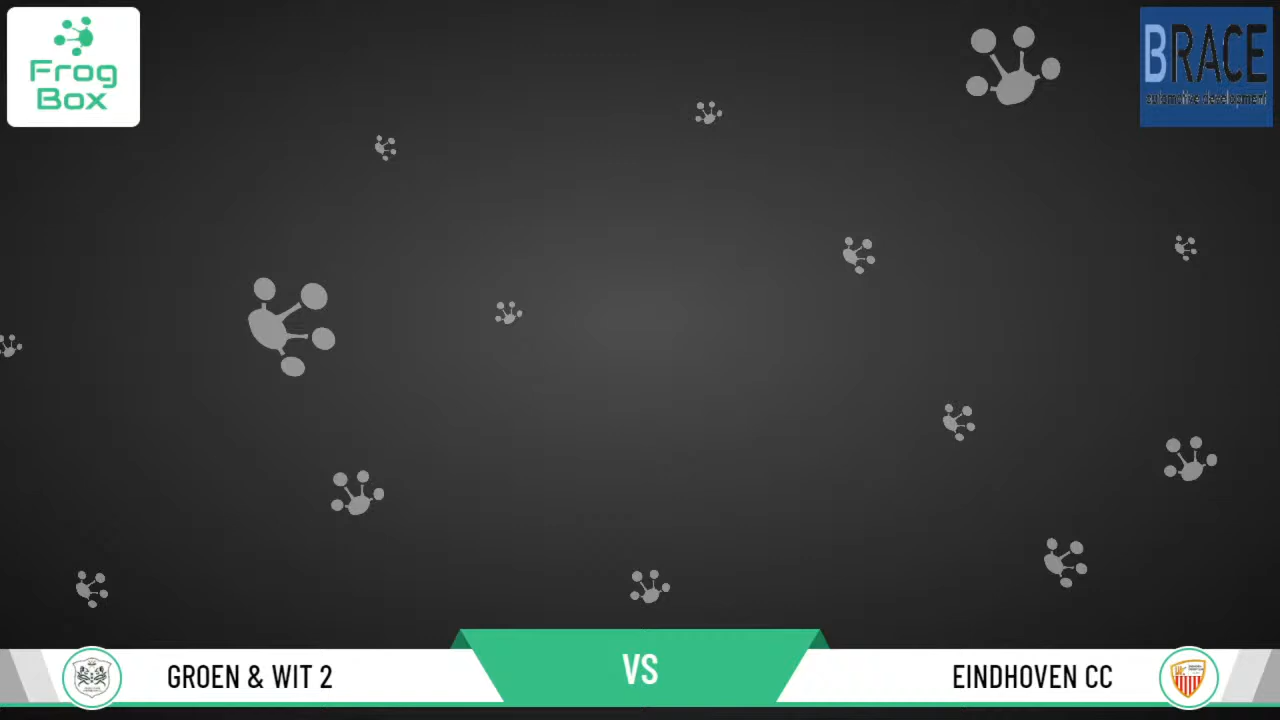 Frog
Box
BRACE
automotive development
GROEN & WIT 2
VS
EINDHOVEN CC